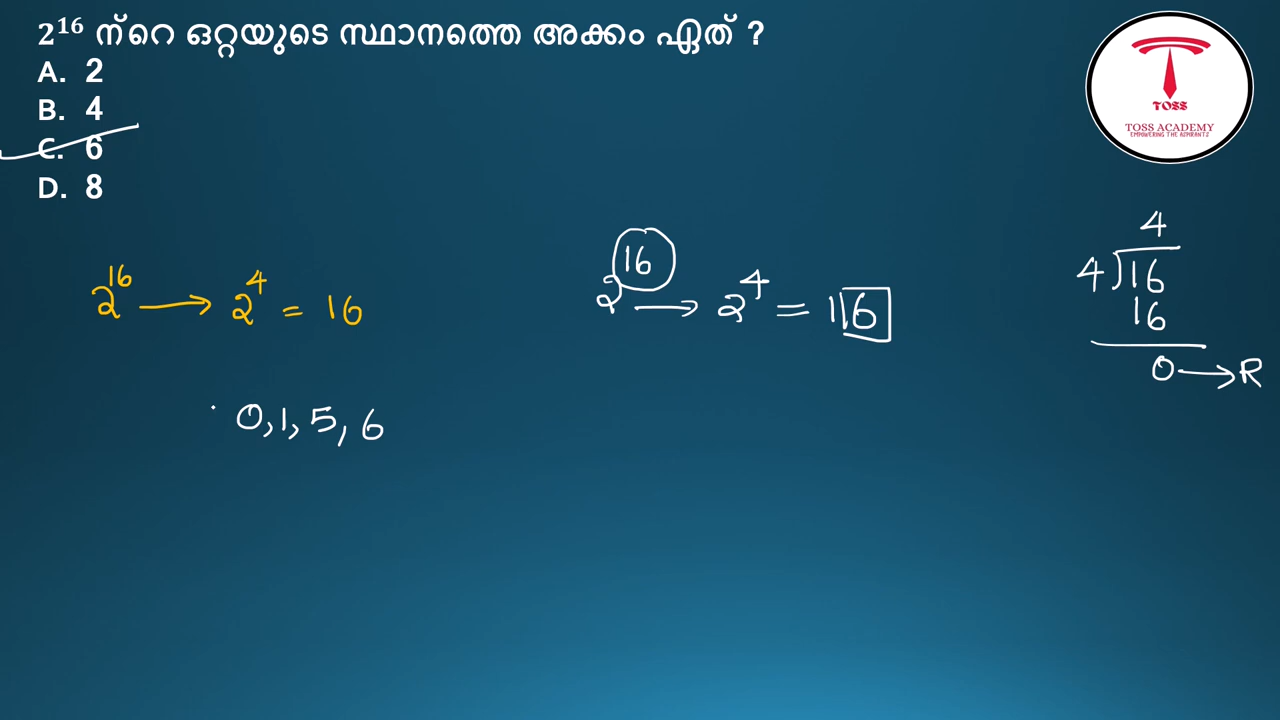 2¹⁶ ന്റെ ഒറ്റയുടെ സ്ഥാനത്തെ അക്കം ഏത് ?
A. 2
B. 4
C. 6
D. 8
TOSS
TOSS ACADEMY
EMPOWERING THE ASPIRANTS
2¹⁶ → 2⁴ = 16
0, 1, 5, 6
2¹⁶ → 2⁴ = 16
4
4)16
16
0 → R